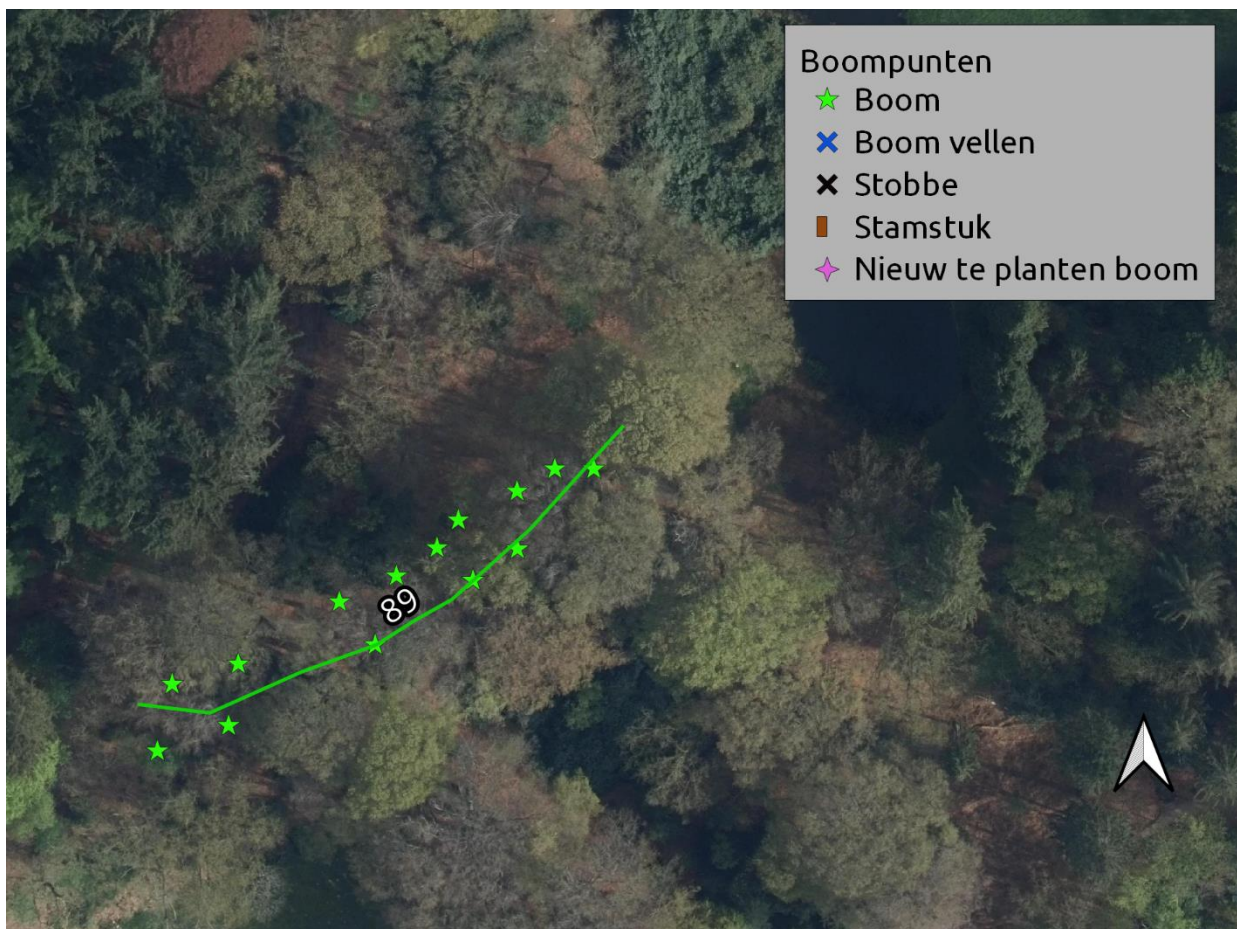 Boompunten
Boom
Boom vellen
Stobbe
Stamstuk
Nieuw te planten boom
89